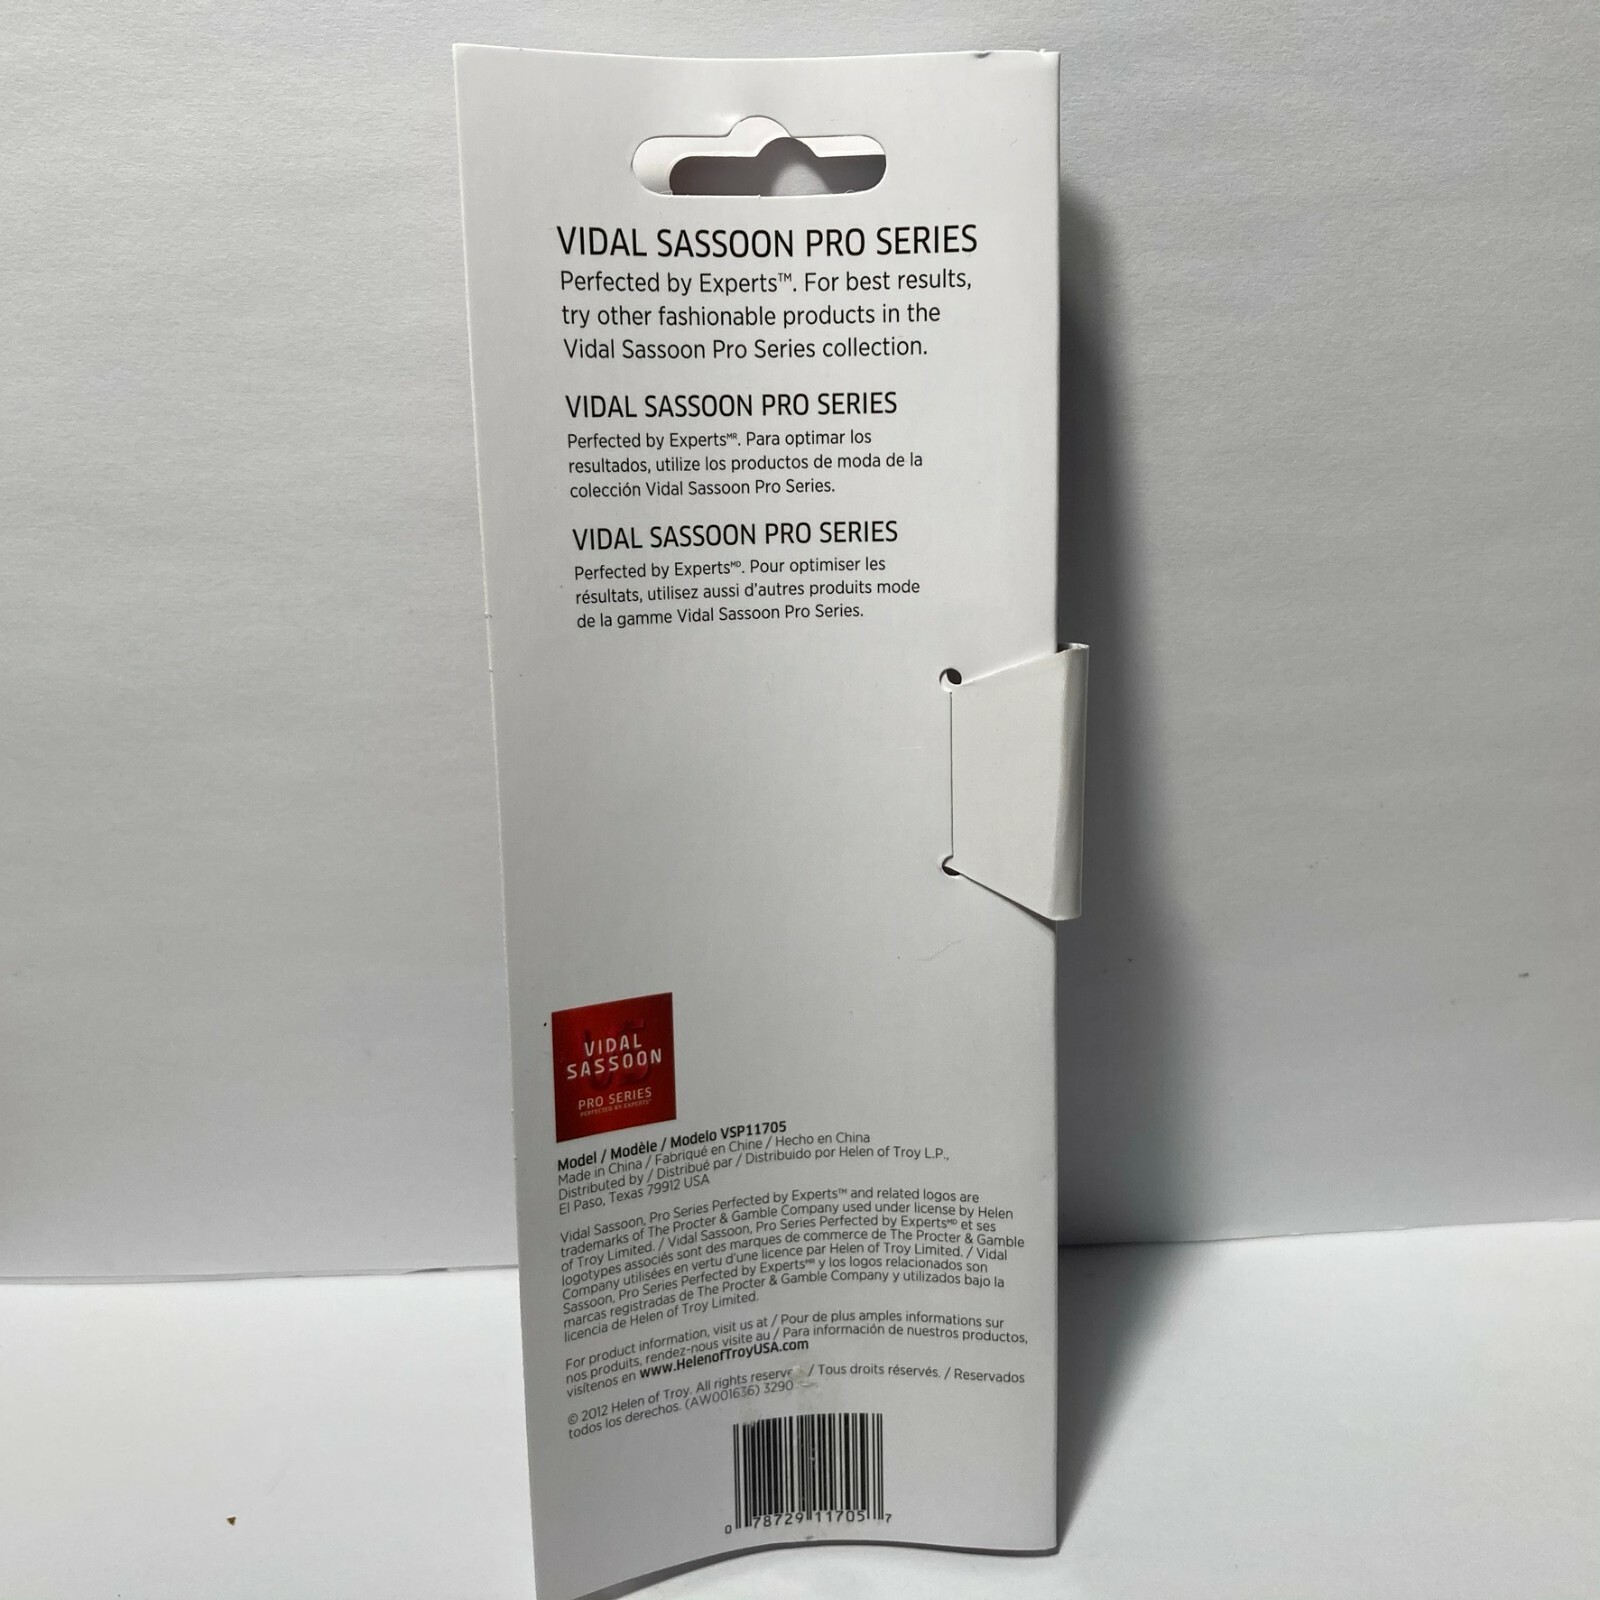 VIDAL SASSOON PRO SERIES
Perfected by Experts™. For best results,
try other fashionable products in the
Vidal Sassoon Pro Series collection.
VIDAL SASSOON PRO SERIES
Perfected by Expertsᴹᴿ. Para optimar los
resultados, utilize los productos de moda de la
colección Vidal Sassoon Pro Series.
VIDAL SASSOON PRO SERIES
Perfected by Expertsᴹᴰ. Pour optimiser les
résultats, utilisez aussi d'autres produits mode
de la gamme Vidal Sassoon Pro Series.
VS
VIDAL
SASSOON
PRO SERIES
PERFECTED BY EXPERTS™
Model / Modèle / Modelo VSP11705
Made in China / Fabriqué en Chine / Hecho en China
Distributed by / Distribué par / Distribuido por Helen of Troy L.P.,
El Paso, Texas 79912 USA
Vidal Sassoon, Pro Series Perfected by Experts™ and related logos are
trademarks of The Procter & Gamble Company used under license by Helen
of Troy Limited. / Vidal Sassoon, Pro Series Perfected by Expertsᴹᴰ et ses
logotypes associés sont des marques de commerce de The Procter & Gamble
Company utilisées en vertu d'une licence par Helen of Troy Limited. / Vidal
Sassoon, Pro Series Perfected by Expertsᴹᴿ y los logos relacionados son
marcas registradas de The Procter & Gamble Company y utilizados bajo la
licencia de Helen of Troy Limited.
For product information, visit us at / Pour de plus amples informations sur
nos produits, rendez-nous visite au / Para información de nuestros productos,
visítenos en www.HelenofTroyUSA.com
© 2012 Helen of Troy. All rights reserve / Tous droits réservés. / Reservados
todos los derechos. (AW001636) 3290
0 78729 11705 7